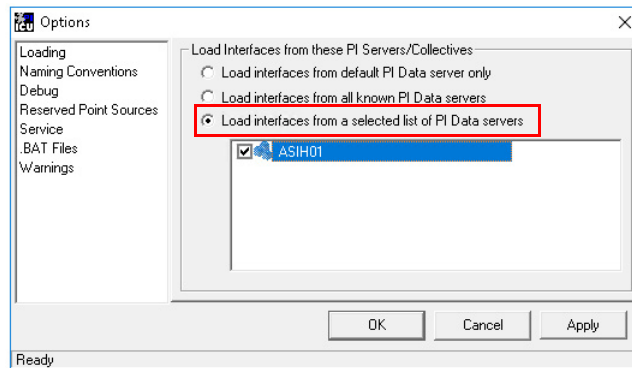 ICU Options
Loading
Naming Conventions
Debug
Reserved Point Sources
Service
.BAT Files
Warnings
Load Interfaces from these PI Servers/Collectives
Load interfaces from default PI Data server only
Load interfaces from all known PI Data servers
Load interfaces from a selected list of PI Data servers
ASIH01
OK Cancel Apply
Ready